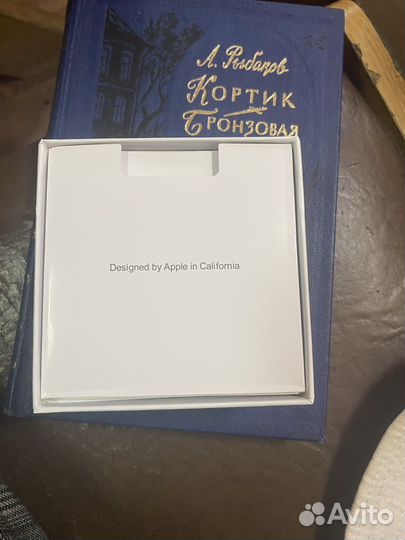 А. Рыбаков
Кортик
Бронзовая
Designed by Apple in California
Avito